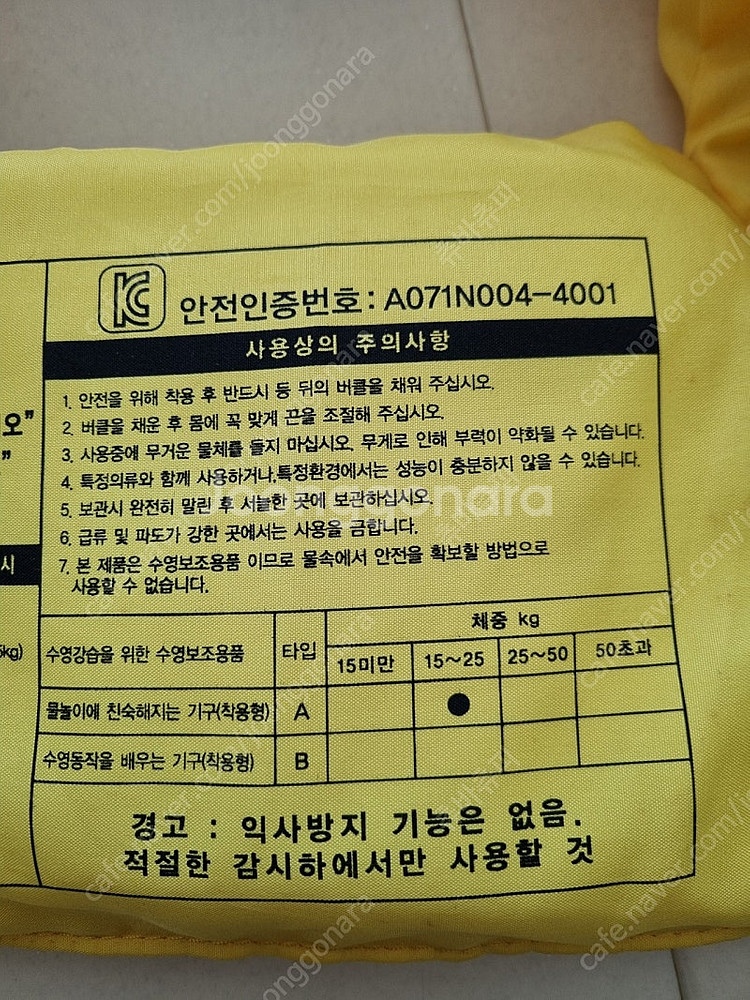 KC 안전인증번호: A071N004-4001
사용상의 주의사항
1. 안전을 위해 착용 후 반드시 등 뒤의 버클을 채워 주십시오.
2. 버클을 채운 후 몸에 꼭 맞게 끈을 조절해 주십시오.
3. 사용중에 무거운 물체를 들지 마십시오. 무게로 인해 부력이 약화될 수 있습니다.
4. 특정의류와 함께 사용하거나,특정환경에서는 성능이 충분하지 않을 수 있습니다.
5. 보관시 완전히 말린 후 서늘한 곳에 보관하십시오.
6. 급류 및 파도가 강한 곳에서는 사용을 금합니다.
7. 본 제품은 수영보조용품 이므로 물속에서 안전을 확보할 방법으로
사용할 수 없습니다.
오"
"
시
5kg)
수영강습을 위한 수영보조용품 타입 체중 kg
15미만 15~25 25~50 50초과
물놀이에 친숙해지는 기구(착용형) A ●
수영동작을 배우는 기구(착용형) B
경고 : 익사방지 기능은 없음.
적절한 감시하에서만 사용할 것
joonggonara
cafe.naver.com/joonggonara